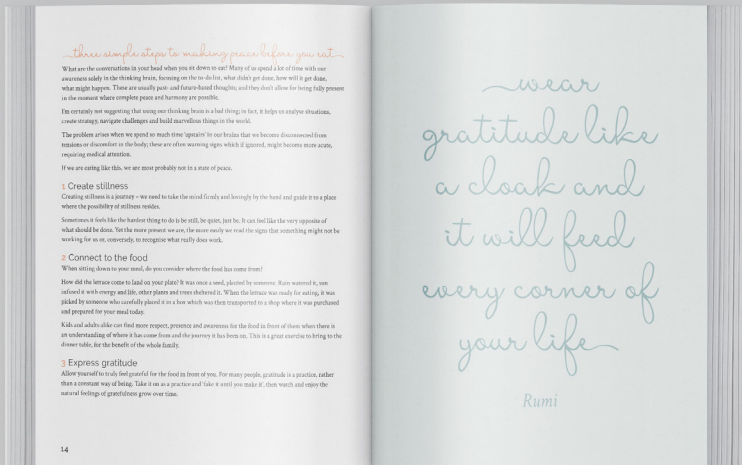 three simple steps to making peace before you eat
What are the conversations in your head when you sit down to eat? Many of us spend a lot of time with our
awareness solely in the thinking brain, focusing on the to-do list, what didn't get done, how will it get done,
what might happen. These are usually past- and future-based thoughts; and they don't allow for being fully present
in the moment where complete peace and harmony are possible.
I'm certainly not suggesting that using our thinking brain is a bad thing; in fact, it helps us analyse situations,
create strategy, navigate challenges and build marvellous things in the world.
The problem arises when we spend so much time 'upstairs' in our brains that we become disconnected from
tensions or discomfort in the body; these are often warning signs which if ignored, might become more acute,
requiring medical attention.
If we are eating like this, we are most probably not in a state of peace.
1 Create stillness
Creating stillness is a journey – we need to take the mind firmly and lovingly by the hand and guide it to a place
where the possibility of stillness resides.
Sometimes it feels like the hardest thing to do is be still, be quiet, just be. It can feel like the very opposite of
what should be done. Yet the more present we are, the more easily we read the signs that something might not be
working for us or, conversely, to recognise what really does work.
2 Connect to the food
When sitting down to your meal, do you consider where the food has come from?
How did the lettuce come to land on your plate? It was once a seed, planted by someone. Rain watered it, sun
infused it with energy and life, other plants and trees sheltered it. When the lettuce was ready for eating, it was
picked by someone who carefully placed it in a box which was then transported to a shop where it was purchased
and prepared for your meal today.
Kids and adults alike can find more respect, presence and awareness for the food in front of them when there is
an understanding of where it has come from and the journey it has been on. This is a great exercise to bring to the
dinner table, for the benefit of the whole family.
3 Express gratitude
Allow yourself to truly feel grateful for the food in front of you. For many people, gratitude is a practice, rather
than a constant way of being. Take it on as a practice and 'fake it until you make it', then watch and enjoy the
natural feelings of gratefulness grow over time.
14
wear
gratitude like
a cloak and
it will feed
every corner of
your life
Rumi